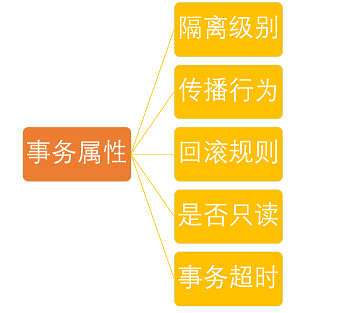 隔离级别
传播行为
事务属性
回滚规则
是否只读
事务超时